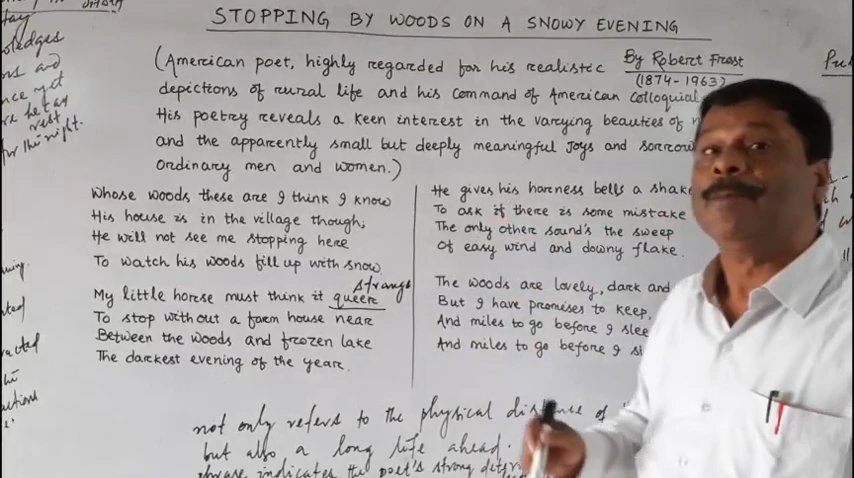 STOPPING BY WOODS ON A SNOWY EVENING
By Robert Frost
(1874-1963)
(American poet, highly regarded for his realistic
depictions of rural life and his command of American colloquial
His poetry reveals a keen interest in the varying beauties of
and the apparently small but deeply meaningful joys and sorrow
ordinary men and women.)
Whose woods these are I think I know
His house is in the village though;
He will not see me stopping here
To watch his woods fill up with snow.
strange
My little horse must think it queer
To stop without a farm house near
Between the woods and frozen lake
The darkest evening of the year.
He gives his harness bells a shake
To ask if there is some mistake
The only other sound's the sweep
Of easy wind and downy flake.
The woods are lovely, dark and
But I have promises to keep,
And miles to go before I slee
And miles to go before I sl
not only refers to the physical distance of
but also a long life ahead.
phrase indicates the poet's strong
rest
for the night.